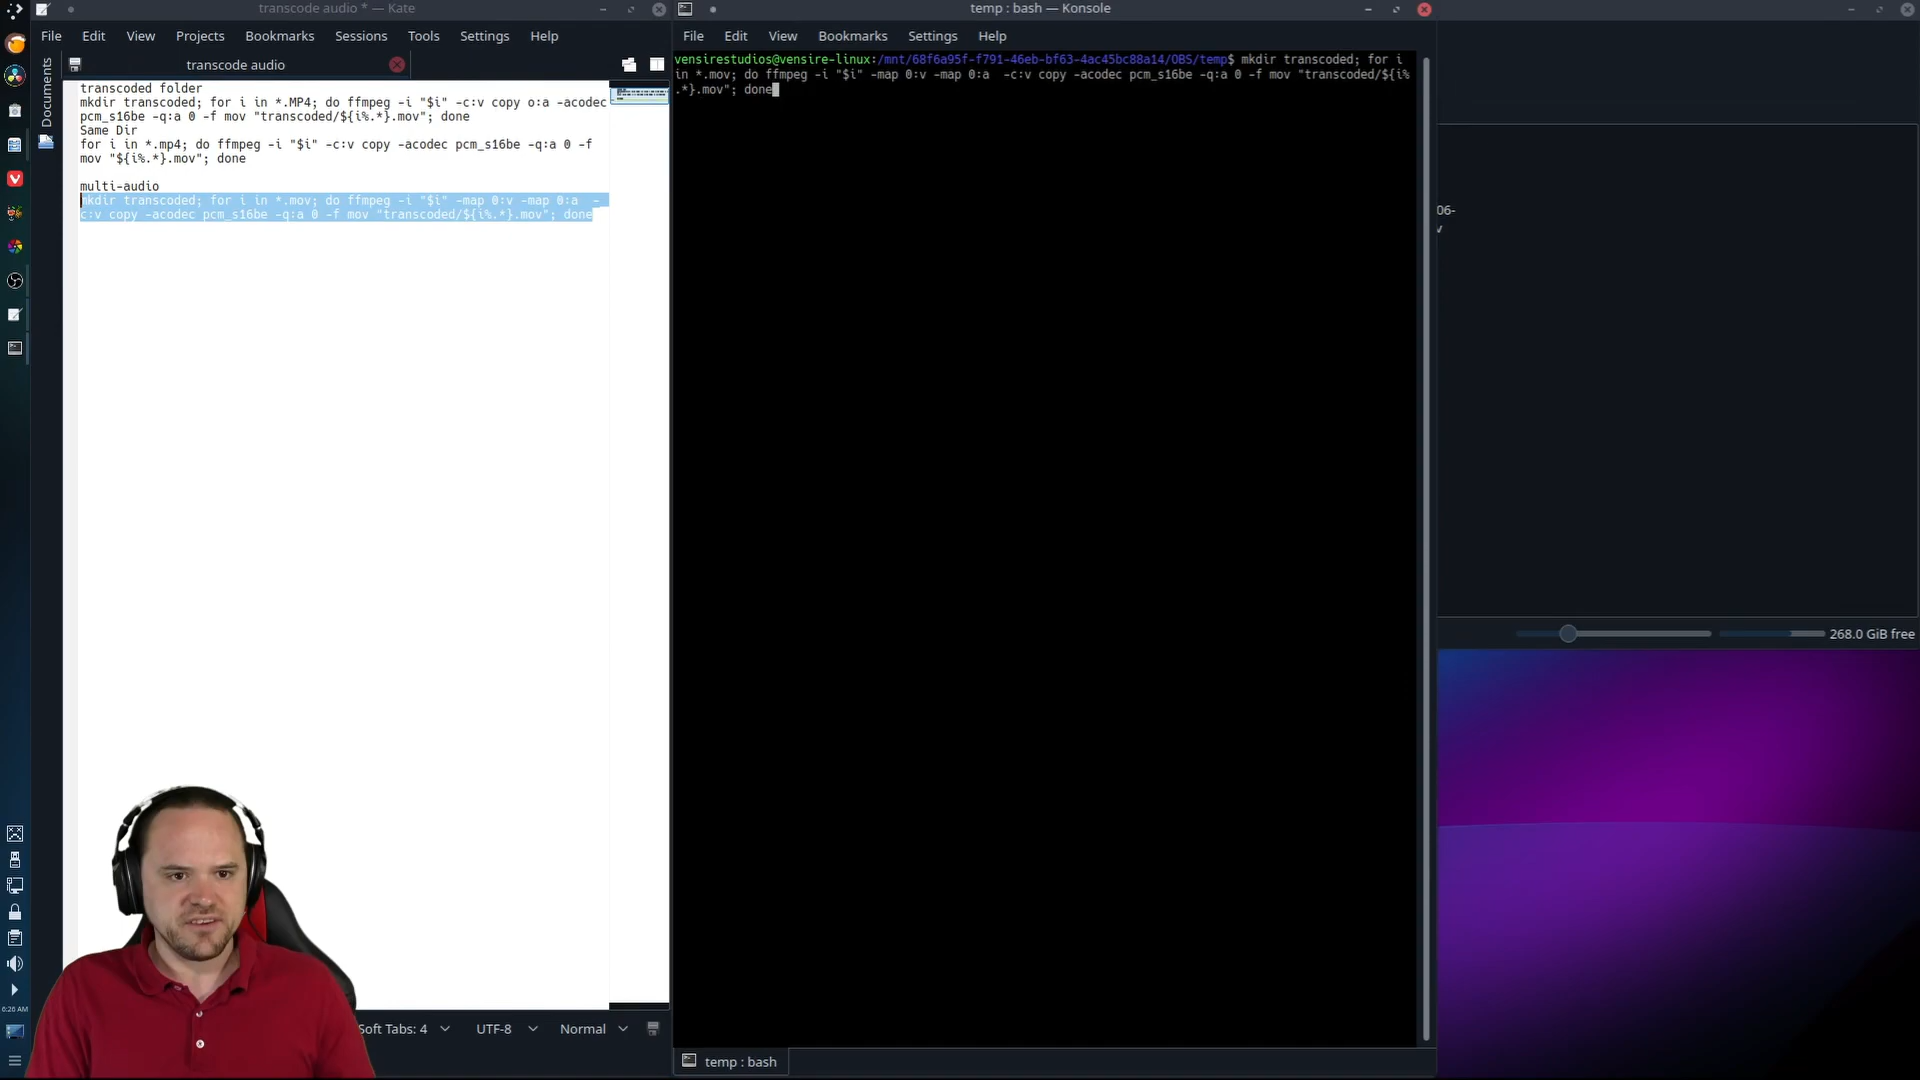 transcode audio * — Kate
File Edit View Projects Bookmarks Sessions Tools Settings Help
Documents
transcode audio
transcoded folder
mkdir transcoded; for i in *.MP4; do ffmpeg -i "$i" -c:v copy o:a -acodec
pcm_s16be -q:a 0 -f mov "transcoded/${i%.*}.mov"; done
Same Dir
for i in *.mp4; do ffmpeg -i "$i" -c:v copy -acodec pcm_s16be -q:a 0 -f
mov "${i%.*}.mov"; done
multi-audio
mkdir transcoded; for i in *.mov; do ffmpeg -i "$i" -map 0:v -map 0:a  -
c:v copy -acodec pcm_s16be -q:a 0 -f mov "transcoded/${i%.*}.mov"; done
Soft Tabs: 4 UTF-8 Normal
6:26 AM
temp : bash — Konsole
File Edit View Bookmarks Settings Help
vensirestudios@vensire-linux:/mnt/68f6a95f-f791-46eb-bf63-4ac45bc88a14/OBS/temp$ mkdir transcoded; for i
in *.mov; do ffmpeg -i "$i" -map 0:v -map 0:a  -c:v copy -acodec pcm_s16be -q:a 0 -f mov "transcoded/${i%
.*}.mov"; done
temp : bash
06-
v
268.0 GiB free